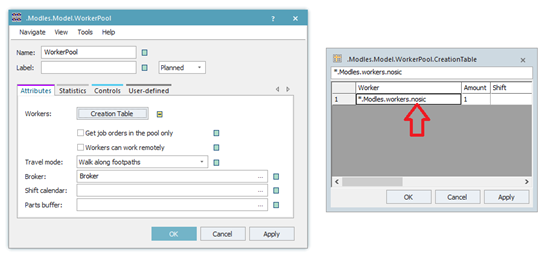 .Modles.Model.WorkerPool
Navigate View Tools Help
Name: WorkerPool
Label: Planned
Attributes Statistics Controls User-defined
Workers: Creation Table
Get job orders in the pool only
Workers can work remotely
Travel mode: Walk along footpaths
Broker: Broker ...
Shift calendar: ...
Parts buffer: ...
OK Cancel Apply
.Modles.Model.WorkerPool.CreationTable
*.Modles.workers.nosic
Worker Amount Shift
1 *.Modles.workers.nosic 1
OK Cancel Apply